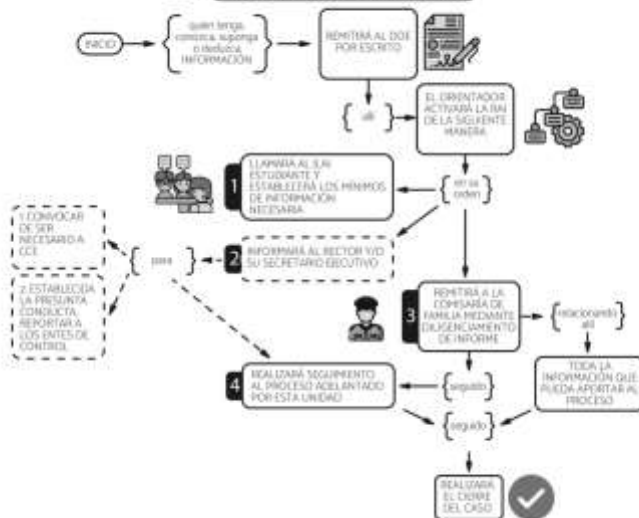 INICIO
quien tenga,
conozca, suponga
o deduzca,
INFORMACIÓN
REMITIRÁ AL DOE
POR ESCRITO
allí
EL ORIENTADOR
ACTIVARÁ LA RAI
DE LA SIGUIENTE
MANERA
en su
orden
1
LLAMARÁ AL (LA)
ESTUDIANTE Y
ESTABLECERÁ LOS MÍNIMOS
DE INFORMACIÓN
NECESARIA
2
INFORMARÁ AL RECTOR Y/O
SU SECRETARIO EJECUTIVO
para
1. CONVOCAR
DE SER
NECESARIO A
CCE
2. ESTABLECIDA
LA PRESUNTA
CONDUCTA,
REPORTAR A
LOS ENTES DE
CONTROL
3
REMITIRÁ A LA
COMISARÍA DE
FAMILIA MEDIANTE
DILIGENCIAMIENTO
DE INFORME
relacionando
allí
TODA LA
INFORMACIÓN QUE
PUEDA APORTAR AL
PROCESO
4
REALIZARÁ SEGUIMIENTO
AL PROCESO ADELANTADO
POR ESTA UNIDAD
seguido
seguido
REALIZARÁ
EL CIERRE
DEL CASO